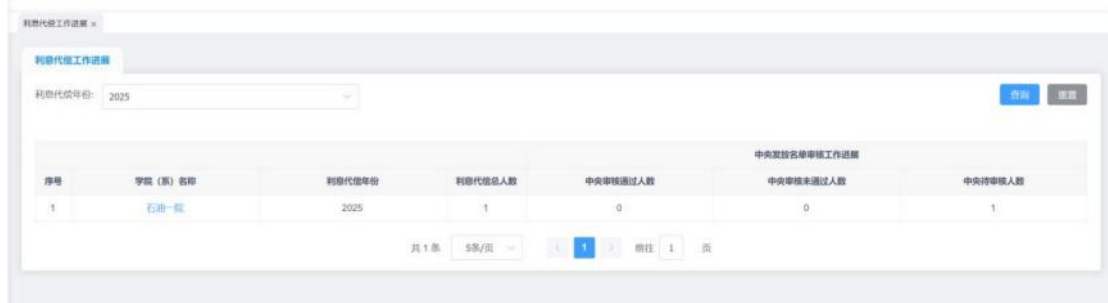 利息代偿工作进展 ×
利息代偿工作进展
利息代偿年份: 2025 查询 重置
中央发放名单审核工作进展
序号 学院（系）名称 利息代偿年份 利息代偿总人数 中央审核通过人数 中央审核未通过人数 中央待审核人数
1 石油一院 2025 1 0 0 1
共 1 条 5条/页 < 1 > 前往 1 页